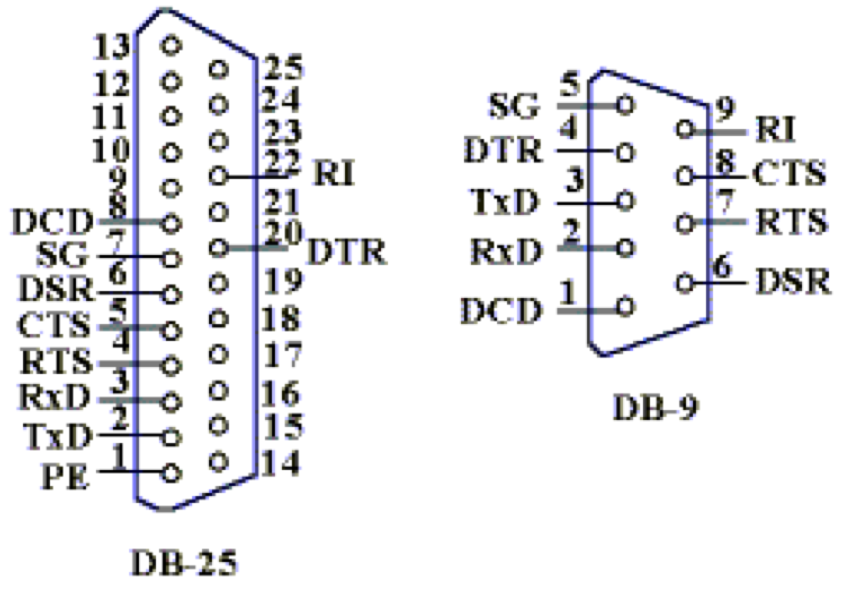 13
12
11
10
9
DCD 8
SG 7
DSR 6
CTS 5
RTS 4
RxD 3
TxD 2
PE 1
25
24
23
22 RI
21
20 DTR
19
18
17
16
15
14
DB-25
SG 5
DTR 4
TxD 3
RxD 2
DCD 1
9 RI
8 CTS
7 RTS
6 DSR
DB-9